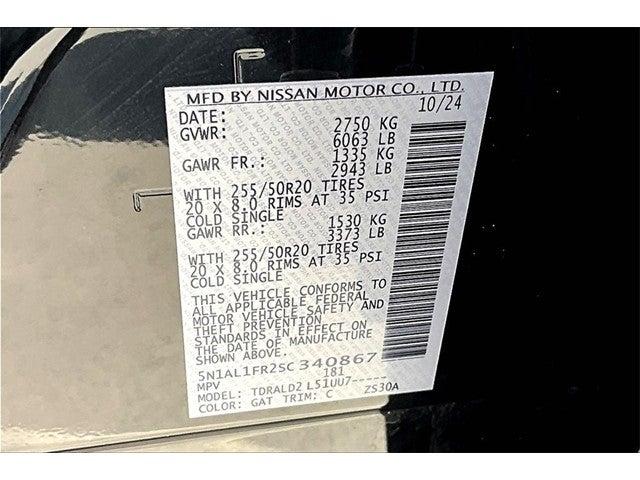 MFD BY NISSAN MOTOR CO., LTD.
DATE: 10/24
GVWR: 2750 KG
6063 LB
GAWR FR.: 1335 KG
2943 LB
WITH 255/50R20 TIRES
20 X 8.0 RIMS AT 35 PSI
COLD SINGLE
GAWR RR.: 1530 KG
3373 LB
WITH 255/50R20 TIRES
20 X 8.0 RIMS AT 35 PSI
COLD SINGLE
THIS VEHICLE CONFORMS TO
ALL APPLICABLE FEDERAL
MOTOR VEHICLE SAFETY AND
THEFT PREVENTION
STANDARDS IN EFFECT ON
THE DATE OF MANUFACTURE
SHOWN ABOVE.
5N1AL1FR2SC 340867
MPV 181
MODEL: TDRALD2 L51UU7-----
COLOR: GAT TRIM: C ZS30A